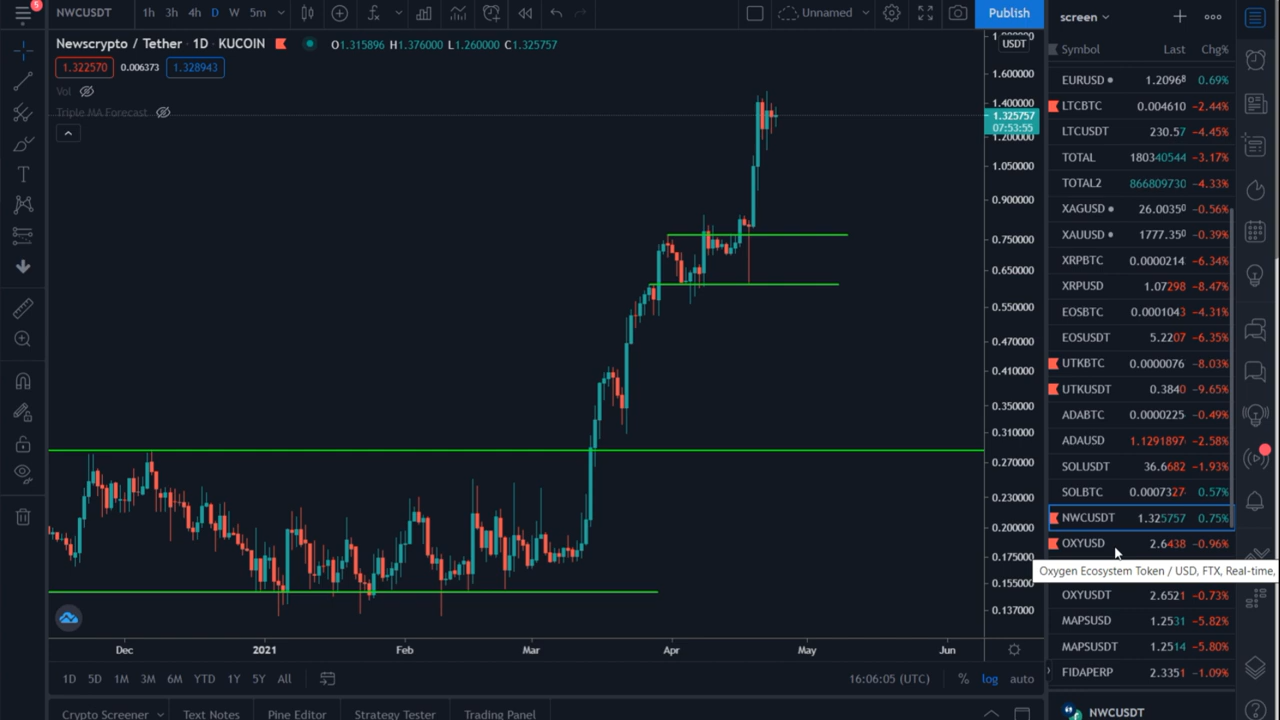 5
NWCUSDT 1h 3h 4h D W 5m Unnamed Publish screen
Newscrypto / Tether · 1D · KUCOIN O1.315896 H1.376000 L1.260000 C1.325757
1.322570 0.006373 1.328943
Vol
Triple MA Forecast
USDT
1.600000
1.400000
1.325757
07:53:55
1.200000
1.050000
0.900000
0.750000
0.650000
0.550000
0.470000
0.410000
0.350000
0.310000
0.270000
0.230000
0.200000
0.175000
0.155000
0.137000
Dec 2021 Feb Mar Apr May Jun
1D 5D 1M 3M 6M YTD 1Y 5Y All 16:06:05 (UTC) % log auto
Crypto Screener Text Notes Pine Editor Strategy Tester Trading Panel
Symbol Last Chg%
EURUSD 1.20968 0.69%
LTCBTC 0.004610 −2.44%
LTCUSDT 230.57 −4.45%
TOTAL 180340544 −3.17%
TOTAL2 866809730 −4.33%
XAGUSD 26.00350 −0.56%
XAUUSD 1777.350 −0.39%
XRPBTC 0.0000214 −6.34%
XRPUSD 1.07298 −8.47%
EOSBTC 0.0001043 −4.31%
EOSUSDT 5.2207 −6.35%
UTKBTC 0.0000076 −8.03%
UTKUSDT 0.3840 −9.65%
ADABTC 0.0000225 −0.49%
ADAUSD 1.1291897 −2.58%
SOLUSDT 36.6682 −1.93%
SOLBTC 0.0007327 0.57%
NWCUSDT 1.325757 0.75%
OXYUSD 2.6438 −0.96%
Oxygen Ecosystem Token / USD, FTX, Real-time,
OXYUSDT 2.6521 −0.73%
MAPSUSD 1.2531 −5.82%
MAPSUSDT 1.2514 −5.80%
FIDAPERP 2.3351 −1.09%
NWCUSDT